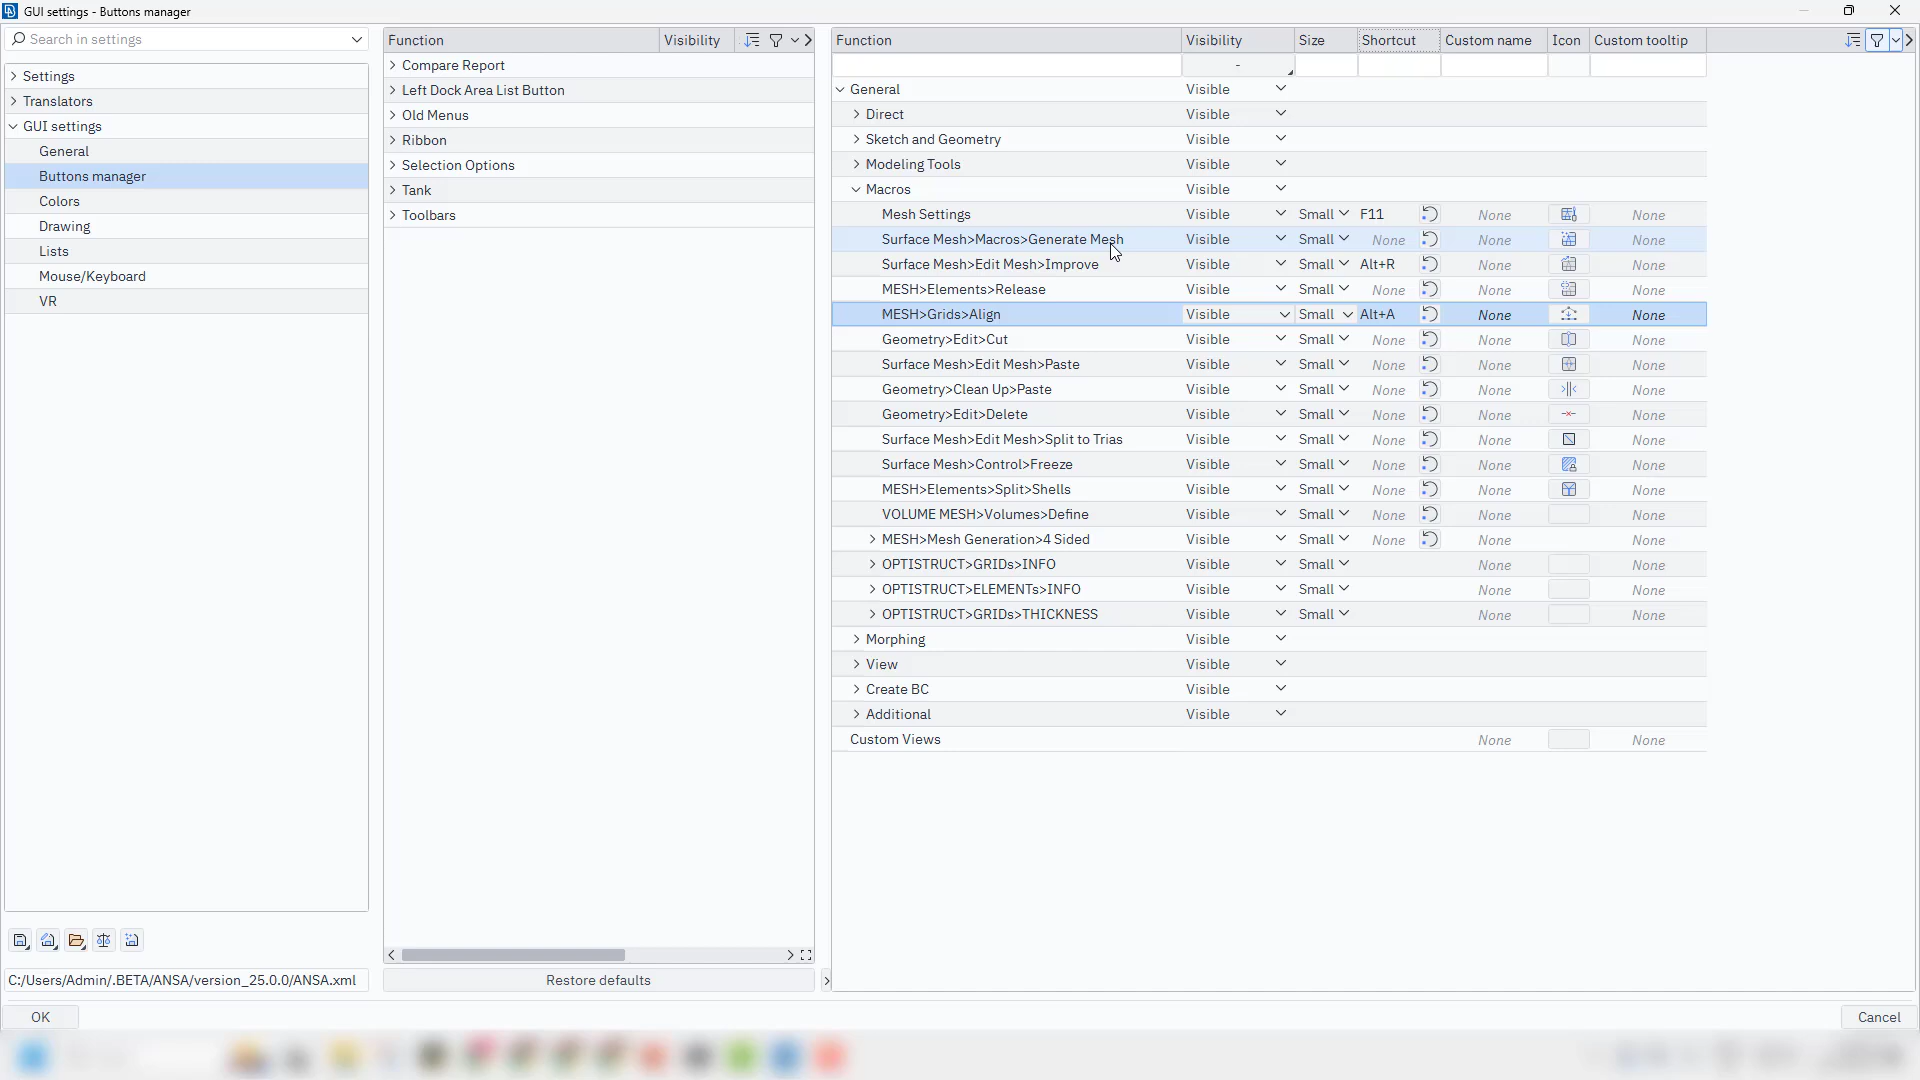 GUI settings - Buttons manager
Search in settings
Settings
Translators
GUI settings
General
Buttons manager
Colors
Drawing
Lists
Mouse/Keyboard
VR
C:/Users/Admin/.BETA/ANSA/version_25.0.0/ANSA.xml
OK
Function Visibility
Compare Report
Left Dock Area List Button
Old Menus
Ribbon
Selection Options
Tank
Toolbars
Restore defaults
Function Visibility Size Shortcut Custom name Icon Custom tooltip
-
General Visible
Direct Visible
Sketch and Geometry Visible
Modeling Tools Visible
Macros Visible
Mesh Settings Visible Small F11 None None
Surface Mesh>Macros>Generate Mesh Visible Small None None None
Surface Mesh>Edit Mesh>Improve Visible Small Alt+R None None
MESH>Elements>Release Visible Small None None None
MESH>Grids>Align Visible Small Alt+A None None
Geometry>Edit>Cut Visible Small None None None
Surface Mesh>Edit Mesh>Paste Visible Small None None None
Geometry>Clean Up>Paste Visible Small None None None
Geometry>Edit>Delete Visible Small None None None
Surface Mesh>Edit Mesh>Split to Trias Visible Small None None None
Surface Mesh>Control>Freeze Visible Small None None None
MESH>Elements>Split>Shells Visible Small None None None
VOLUME MESH>Volumes>Define Visible Small None None None
MESH>Mesh Generation>4 Sided Visible Small None None None
OPTISTRUCT>GRIDs>INFO Visible Small None None
OPTISTRUCT>ELEMENTs>INFO Visible Small None None
OPTISTRUCT>GRIDs>THICKNESS Visible Small None None
Morphing Visible
View Visible
Create BC Visible
Additional Visible
Custom Views None None
Cancel